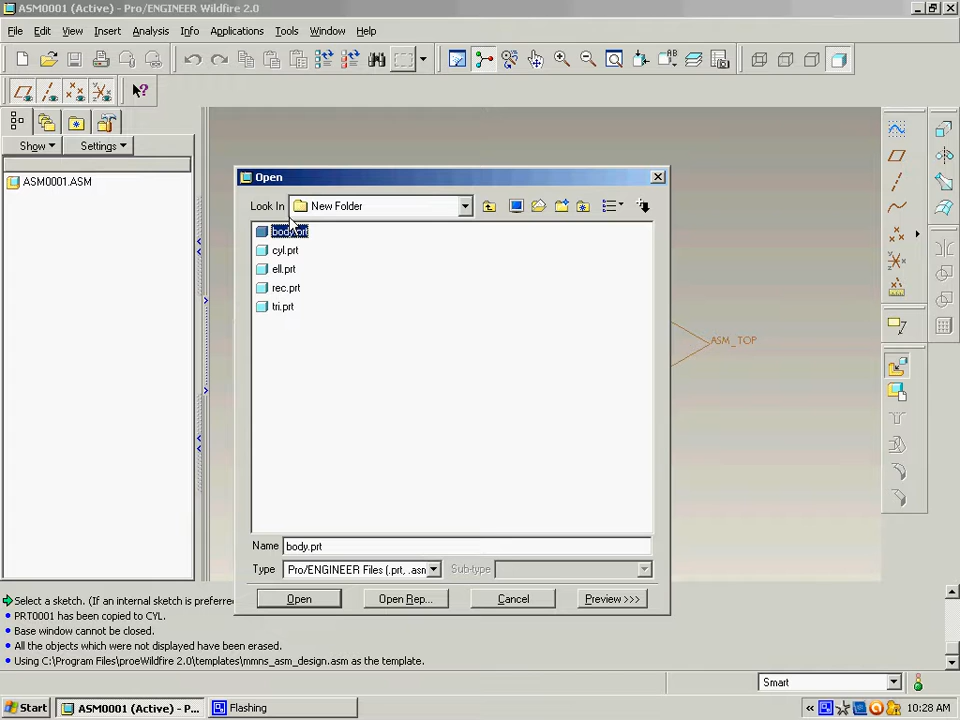 ASM0001 (Active) - Pro/ENGINEER Wildfire 2.0
File Edit View Insert Analysis Info Applications Tools Window Help
Show Settings
ASM0001.ASM
Open
Look In New Folder
body.prt
cyl.prt
ell.prt
rec.prt
tri.prt
ASM_TOP
Name body.prt
Type Pro/ENGINEER Files (.prt, .asn Sub-type
Open Open Rep... Cancel Preview >>>
Select a sketch. (If an internal sketch is preferre
PRT0001 has been copied to CYL.
Base window cannot be closed.
All the objects which were not displayed have been erased.
Using C:\Program Files\proeWildfire 2.0\templates\mmns_asm_design.asm as the template.
Smart
Start ASM0001 (Active) - P... Flashing « 10:28 AM